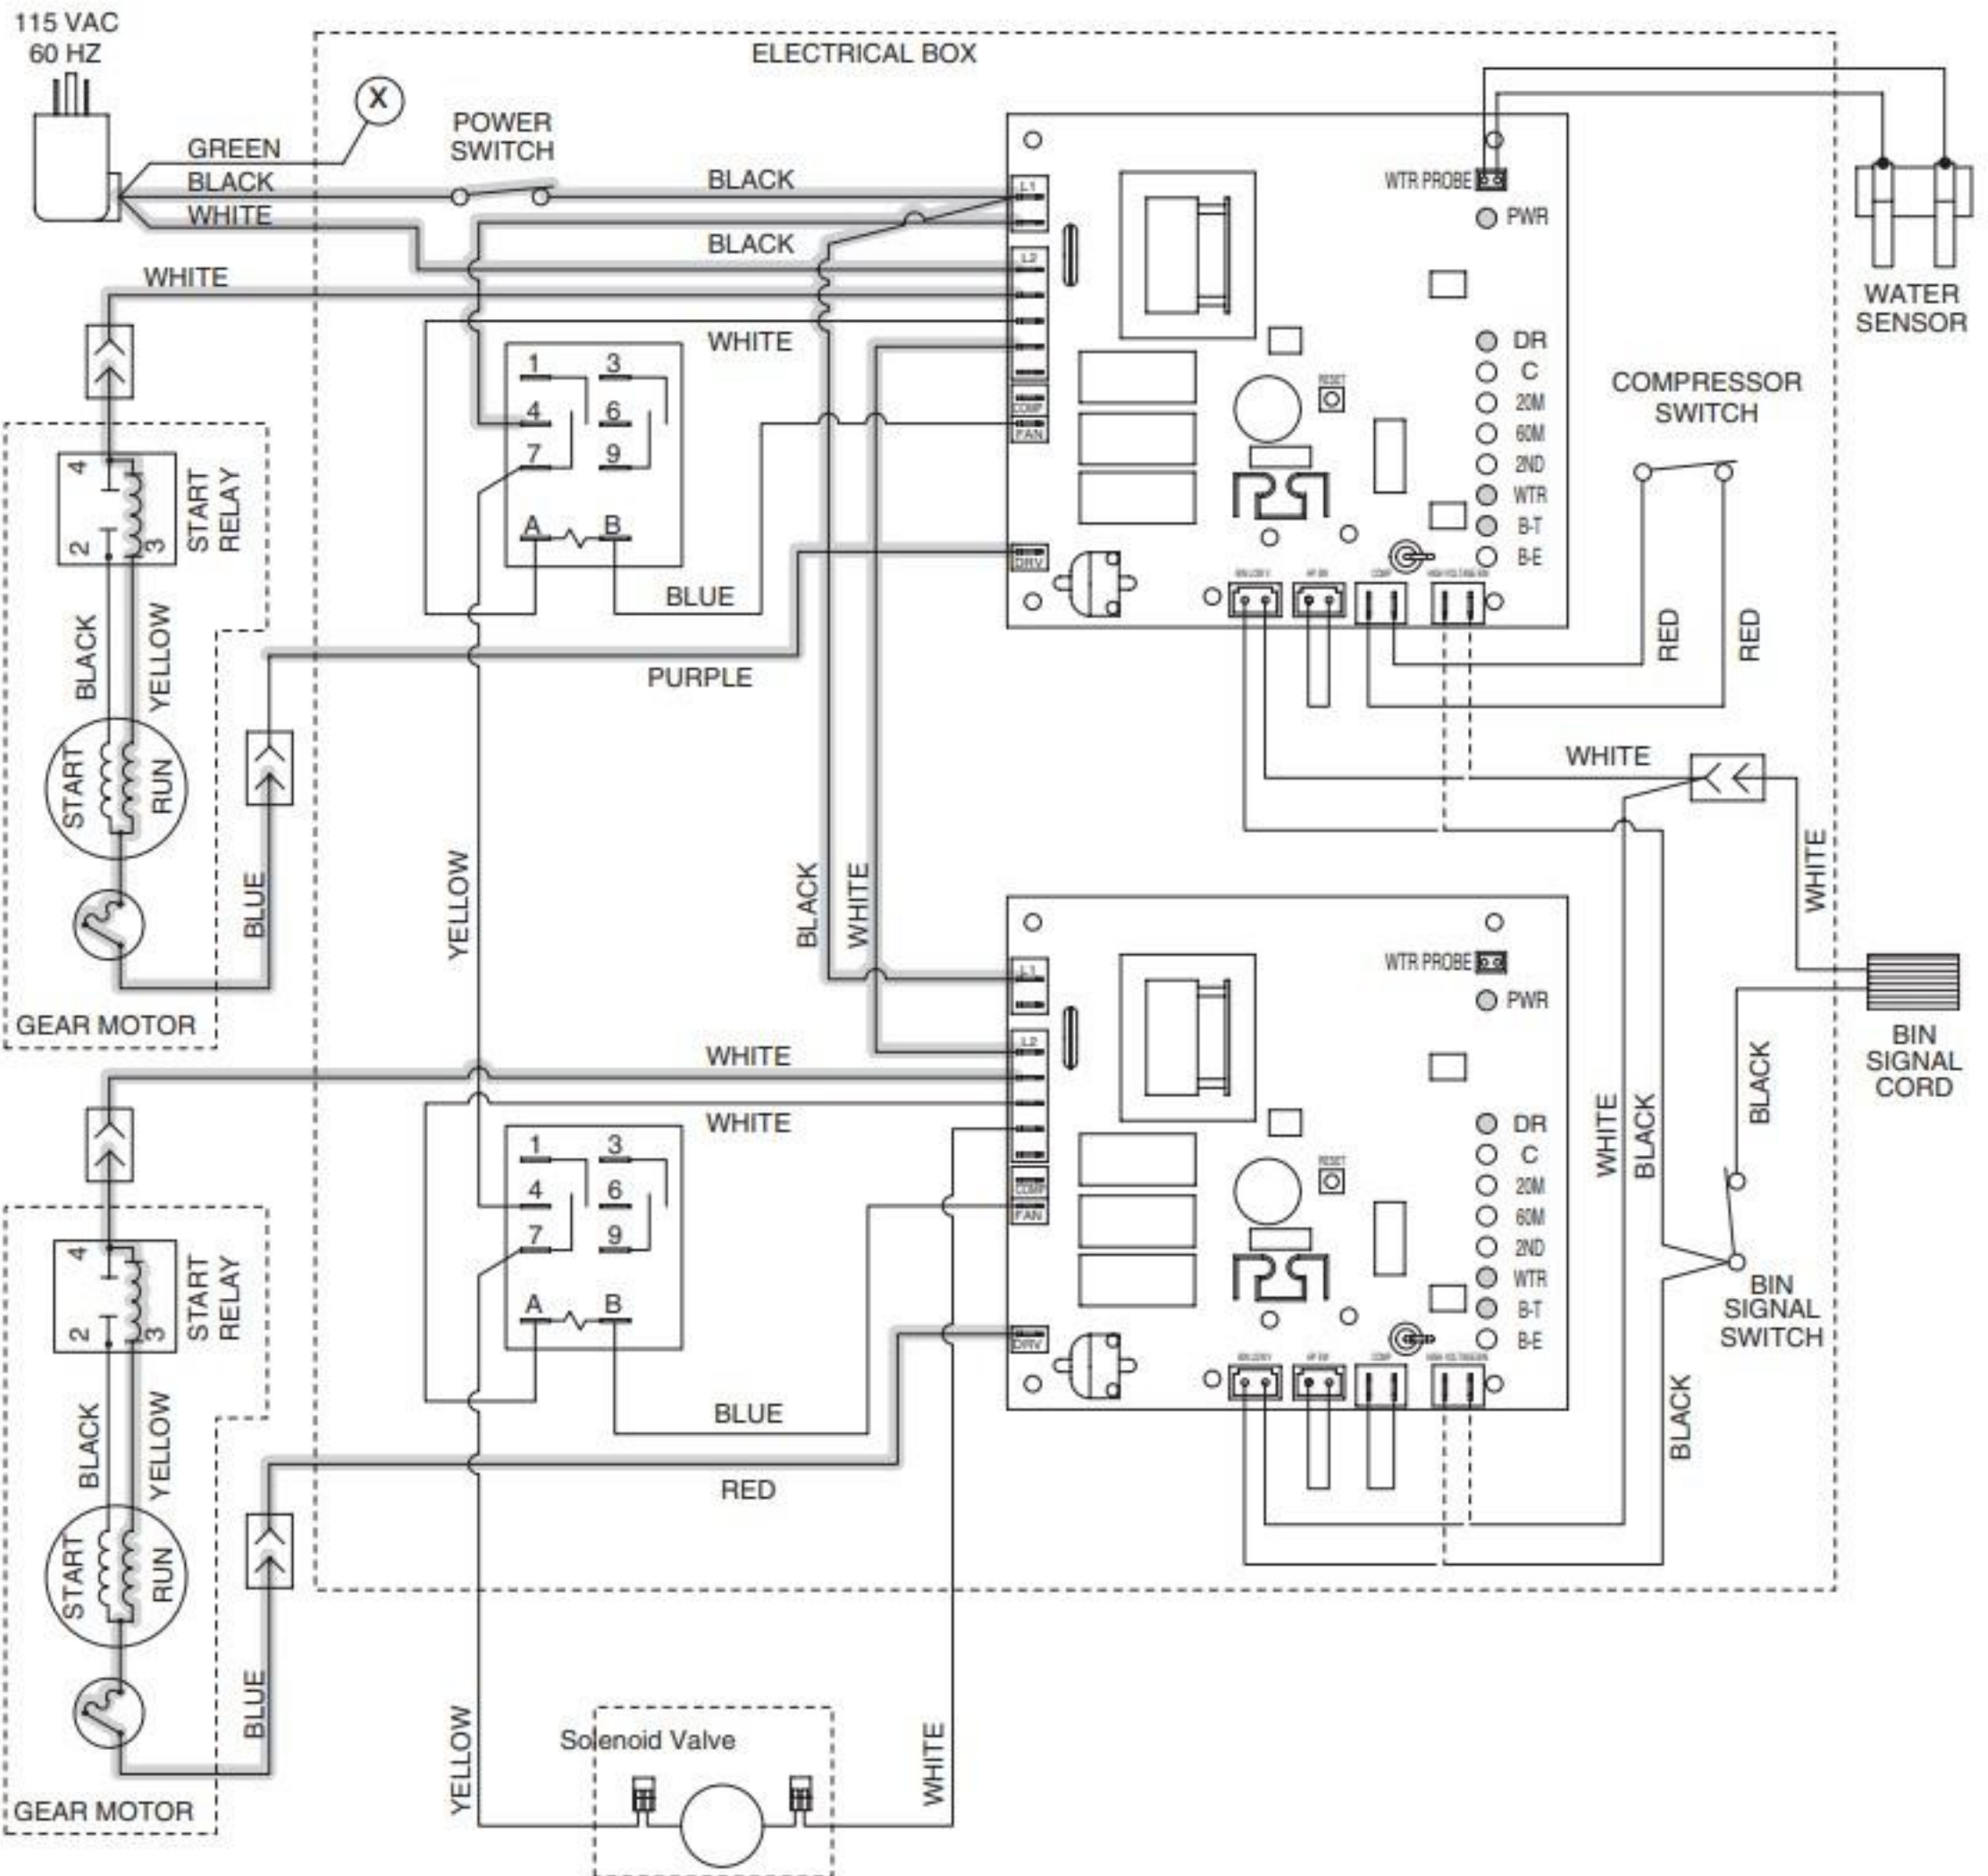 115 VAC
60 HZ
ELECTRICAL BOX
X
POWER
SWITCH
GREEN
BLACK
WHITE
BLACK
BLACK
WHITE
WHITE
L1
L2
COMP
FAN
DRV
WTR PROBE
PWR
RESET
DR
C
20M
60M
2ND
WTR
B-T
B-E
COMP
WATER
SENSOR
COMPRESSOR
SWITCH
RED
RED
1
3
4
6
7
9
A
B
BLUE
PURPLE
4
2
3
START
RELAY
BLACK
YELLOW
START
RUN
BLUE
GEAR MOTOR
YELLOW
BLACK
WHITE
WHITE
WHITE
BIN
SIGNAL
CORD
BLACK
WHITE
BLACK
BIN
SIGNAL
SWITCH
BLACK
WHITE
WHITE
L1
L2
COMP
FAN
DRV
WTR PROBE
PWR
RESET
DR
C
20M
60M
2ND
WTR
B-T
B-E
COMP
1
3
4
6
7
9
A
B
BLUE
RED
4
2
3
START
RELAY
BLACK
YELLOW
START
RUN
BLUE
GEAR MOTOR
YELLOW
Solenoid Valve
WHITE